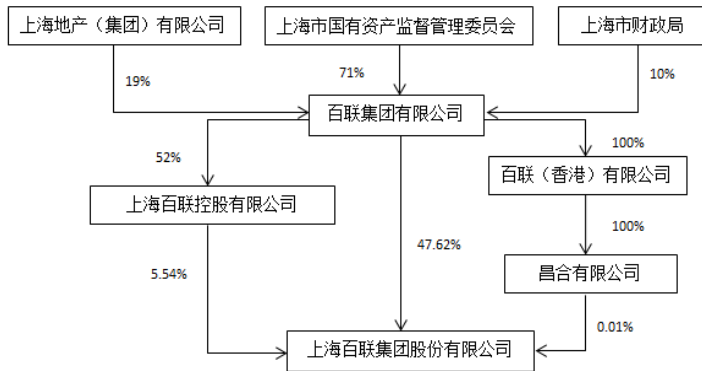 上海地产（集团）有限公司
上海市国有资产监督管理委员会
上海市财政局
19%
71%
10%
百联集团有限公司
52%
100%
百联（香港）有限公司
上海百联控股有限公司
47.62%
100%
5.54%
昌合有限公司
0.01%
上海百联集团股份有限公司